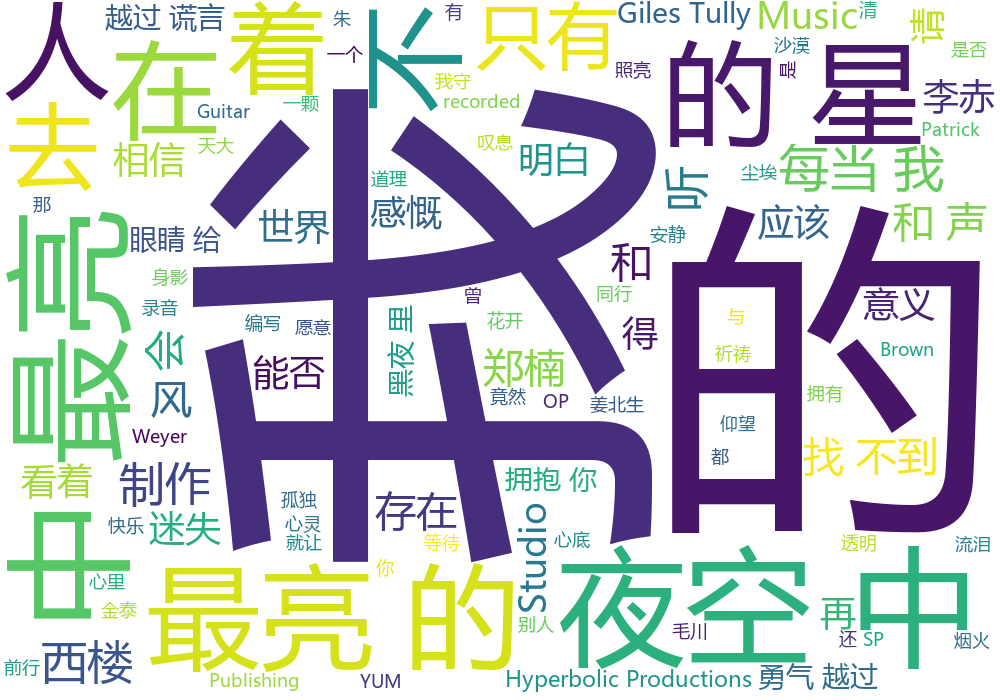 越过 谎言
朱
有
Giles Tully
Music
清
请
人
在
着
不
只有
的 星
沙漠
是
是否
李赤
Patrick
一个
照亮
我守
recorded
去
Guitar
一颗
天大
相信
叹息
明白
道理
尘埃
每当 我
听
那
最亮
眼睛 给
世界
感慨
我
的
和
安静
应该
和 声
身影
录音
编写
愿意
曾
花开
同行
意义
会
风
能否
黑夜 里
郑楠
得
与
祈祷
Brown
竟然
OP
姜北生
拥有
仰望
都
Weyer
看着
制作
找 不到
拥抱 你
孤独
心灵
就让
存在
快乐
迷失
等待
Studio
心底
透明
流泪
中
心里
金泰
最亮 的
你
夜空 中
别人
再
毛川
还
SP
烟火
前行
西楼
Publishing
YUM
Hyperbolic Productions
勇气 越过